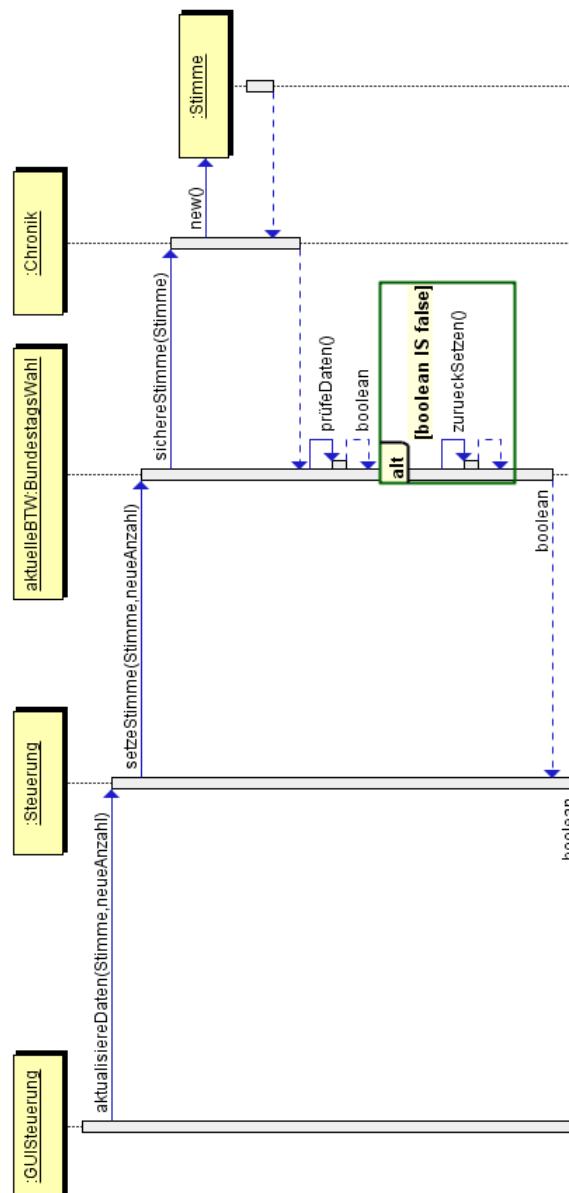 :GUISteuerung
:Steuerung
aktuelleBTW:BundestagsWahl
:Chronik
:Stimme
aktualisiereDaten(Stimme,neueAnzahl)
setzeStimme(Stimme,neueAnzahl)
sichereStimme(Stimme)
new()
prüfeDaten()
boolean
alt
[boolean IS false]
zurueckSetzen()
boolean
boolean